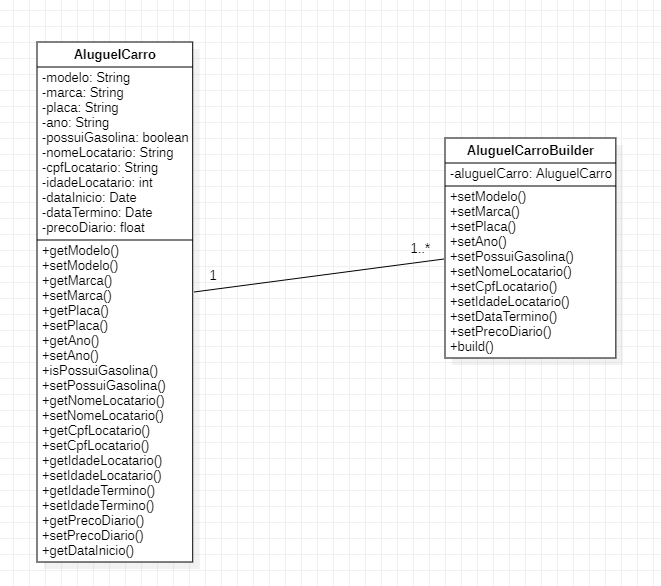 AluguelCarro
-modelo: String
-marca: String
-placa: String
-ano: String
-possuiGasolina: boolean
-nomeLocatario: String
-cpfLocatario: String
-idadeLocatario: int
-dataInicio: Date
-dataTermino: Date
-precoDiario: float
+getModelo()
+setModelo()
+getMarca()
+setMarca()
+getPlaca()
+setPlaca()
+getAno()
+setAno()
+isPossuiGasolina()
+setPossuiGasolina()
+getNomeLocatario()
+setNomeLocatario()
+getCpfLocatario()
+setCpfLocatario()
+getIdadeLocatario()
+setIdadeLocatario()
+getIdadeTermino()
+setIdadeTermino()
+getPrecoDiario()
+setPrecoDiario()
+getDataInicio()
1
1..*
AluguelCarroBuilder
-aluguelCarro: AluguelCarro
+setModelo()
+setMarca()
+setPlaca()
+setAno()
+setPossuiGasolina()
+setNomeLocatario()
+setCpfLocatario()
+setIdadeLocatario()
+setDataTermino()
+setPrecoDiario()
+build()